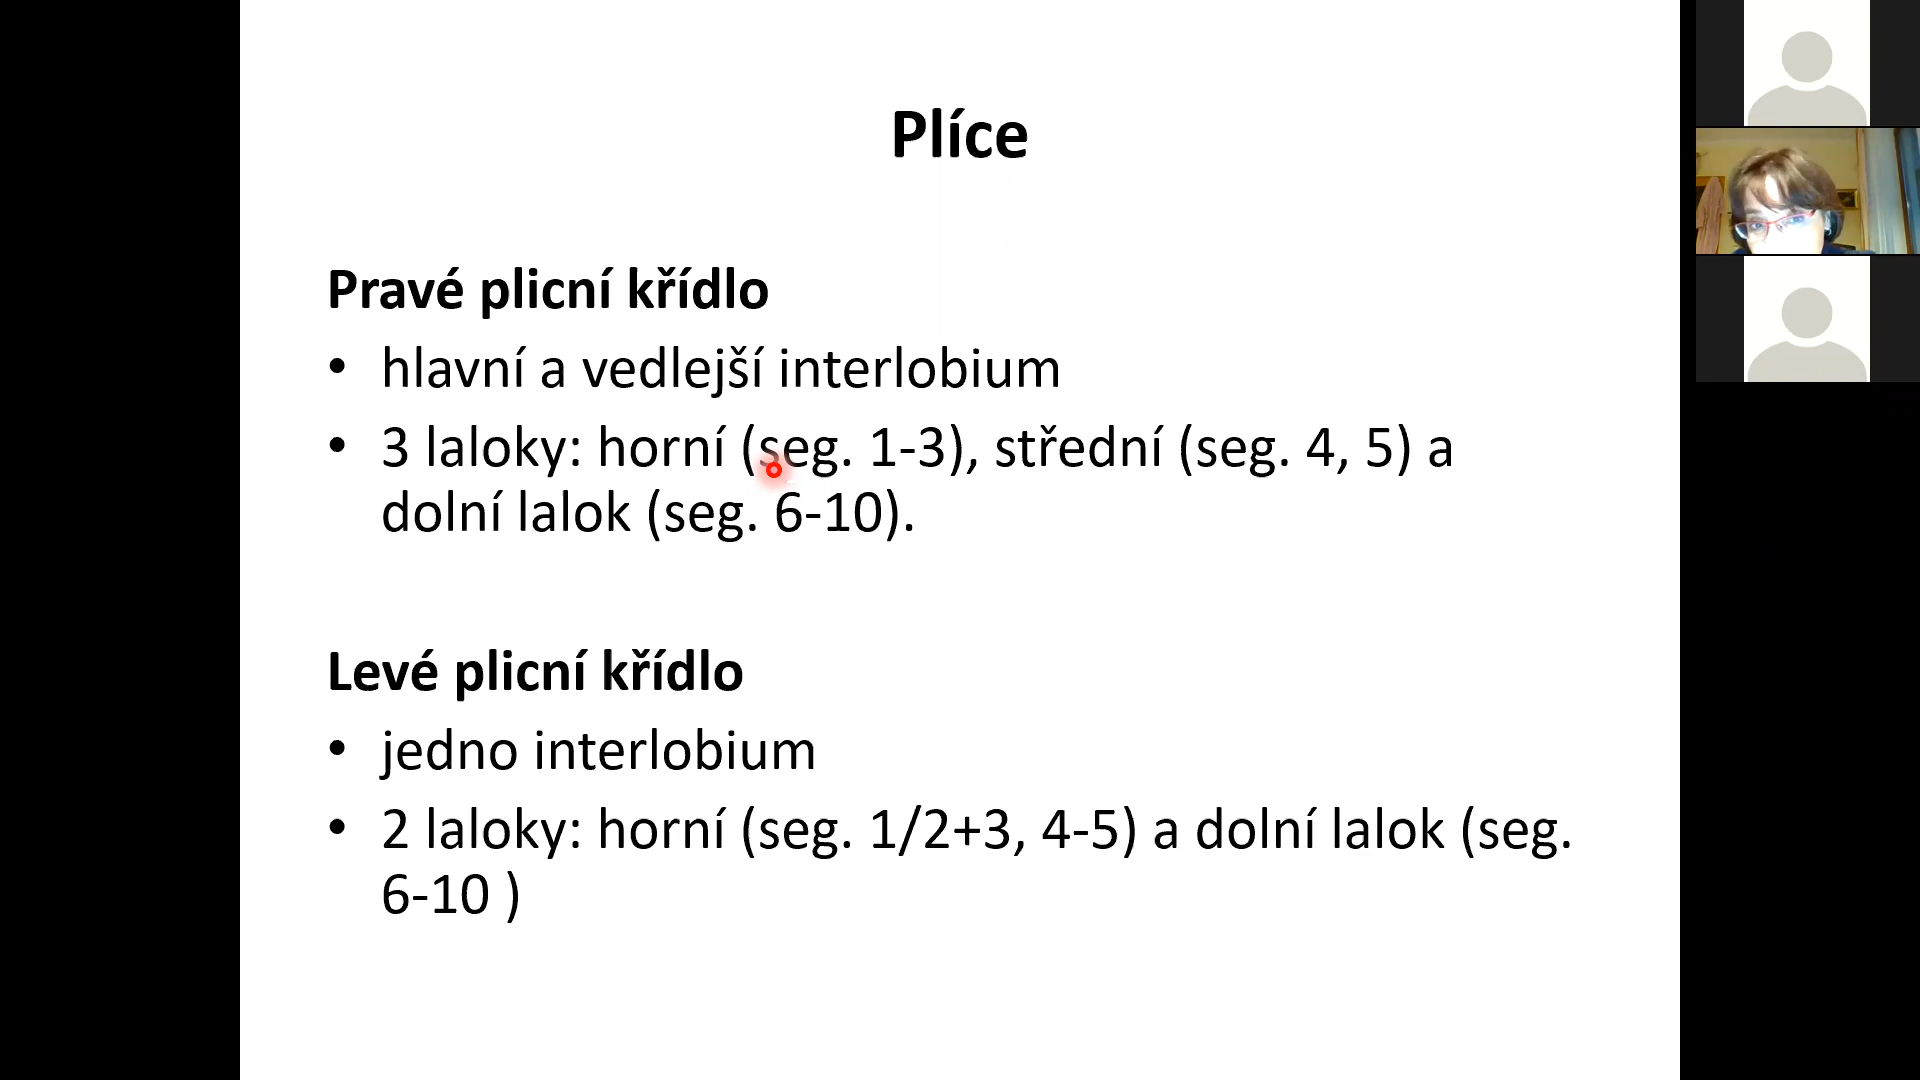 Plíce
Pravé plicní křídlo
• hlavní a vedlejší interlobium
• 3 laloky: horní (seg. 1-3), střední (seg. 4, 5) a
dolní lalok (seg. 6-10).
Levé plicní křídlo
• jedno interlobium
• 2 laloky: horní (seg. 1/2+3, 4-5) a dolní lalok (seg.
6-10 )